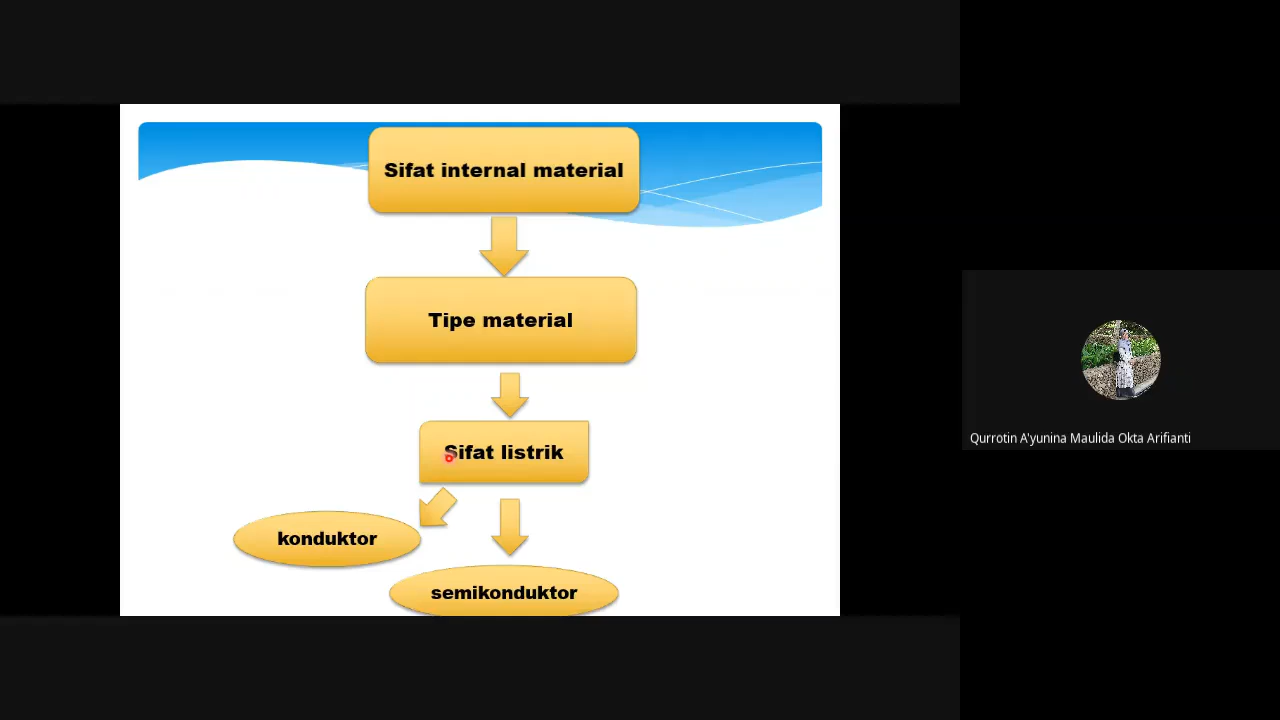 Sifat internal material
Tipe material
Sifat listrik
konduktor
semikonduktor
Qurrotin A'yunina Maulida Okta Arifianti